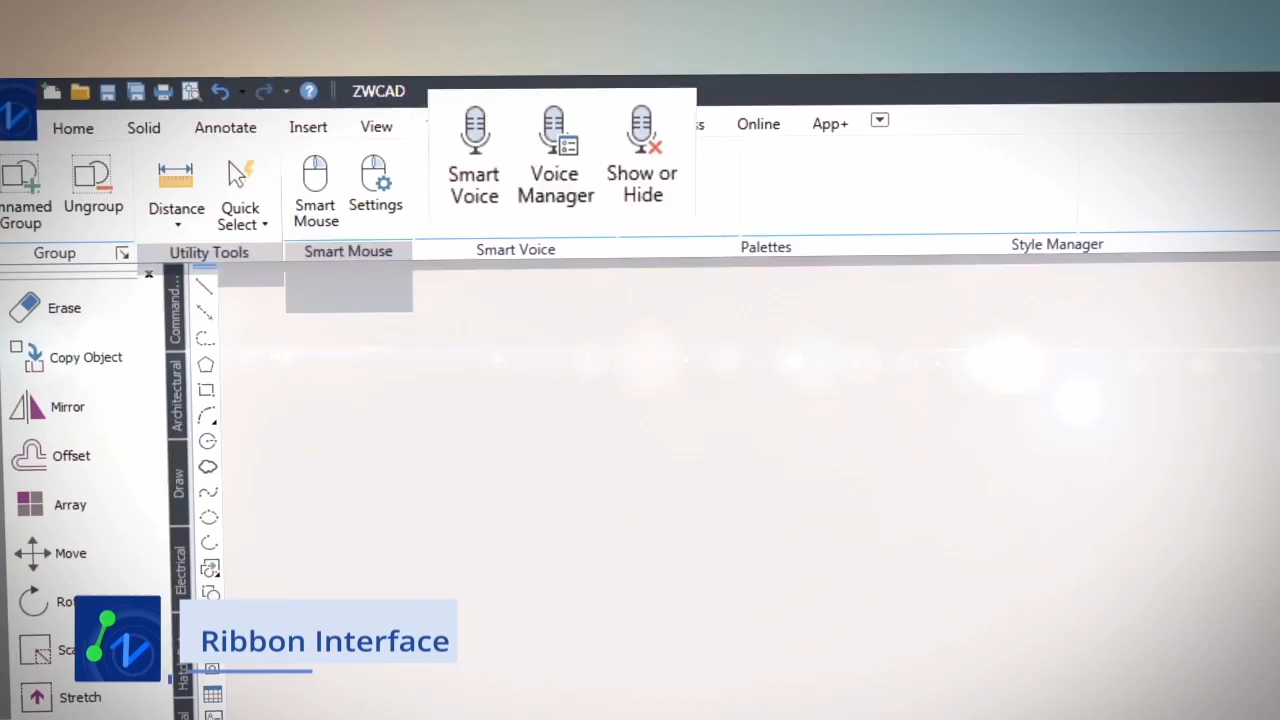 ZWCAD
Home Solid Annotate Insert View Online App+
Group
Ungroup
Distance
Quick
Select
Smart
Mouse
Settings
Smart
Voice
Voice
Manager
Show or
Hide
Group Utility Tools Smart Mouse Smart Voice Palettes Style Manager
Erase
Copy Object
Mirror
Offset
Array
Move
Stretch
Command...
Architectural
Draw
Electrical
Ribbon Interface